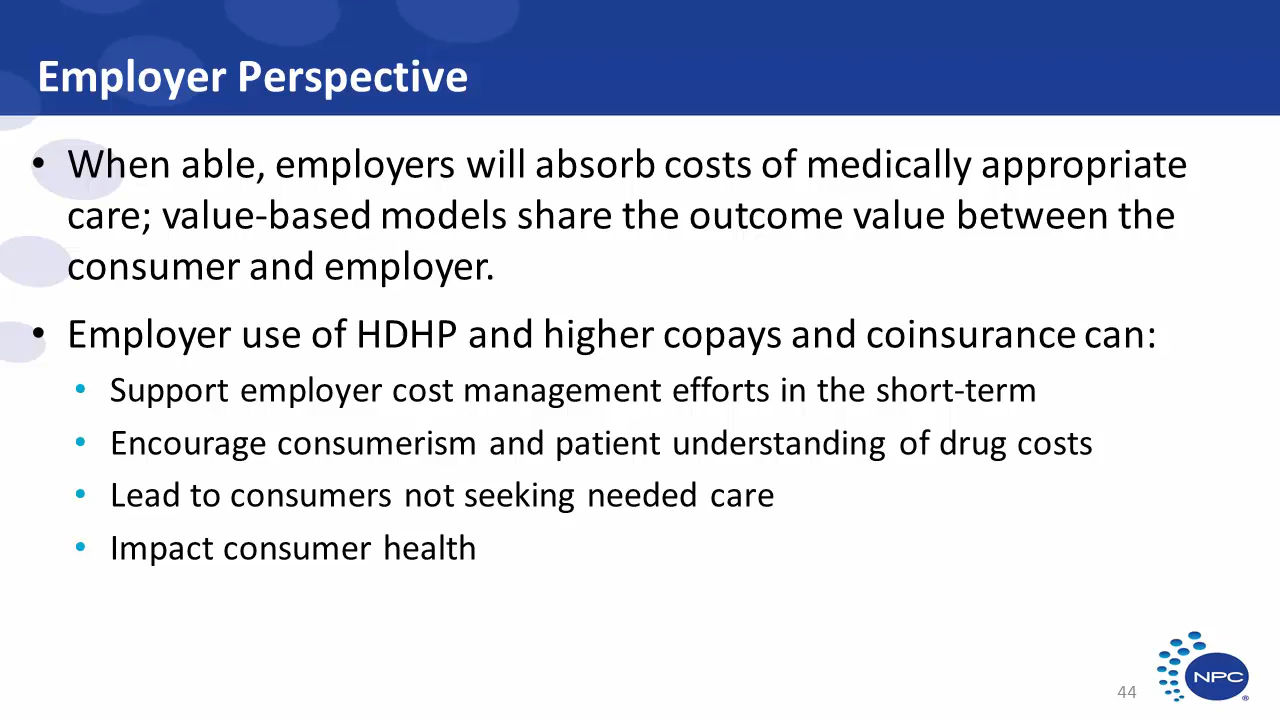 Employer Perspective
• When able, employers will absorb costs of medically appropriate
care; value-based models share the outcome value between the
consumer and employer.
• Employer use of HDHP and higher copays and coinsurance can:
• Support employer cost management efforts in the short-term
• Encourage consumerism and patient understanding of drug costs
• Lead to consumers not seeking needed care
• Impact consumer health
44
NPC
®